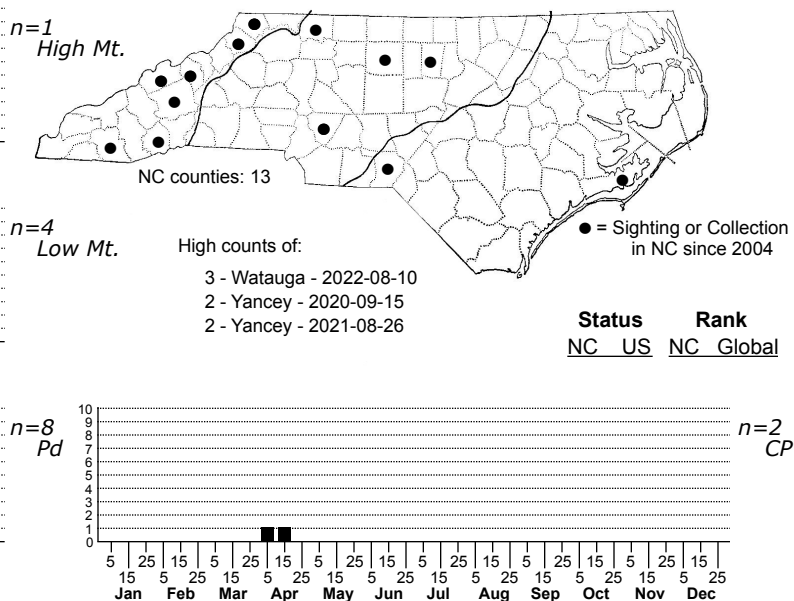 n=1
High Mt.
NC counties: 13
n=4
Low Mt.
High counts of:
3 - Watauga - 2022-08-10
2 - Yancey - 2020-09-15
2 - Yancey - 2021-08-26
● = Sighting or Collection
in NC since 2004
Status Rank
NC US NC Global
n=8
Pd
n=2
CP
10
9
8
7
6
5
4
3
2
1
0
5 25 15 5 25 15 5 25 15 5 25 15 5 25 15 5 25 15
15 5 25 15 5 25 15 5 25 15 5 25 15 5 25 15 5 25
Jan Feb Mar Apr May Jun Jul Aug Sep Oct Nov Dec